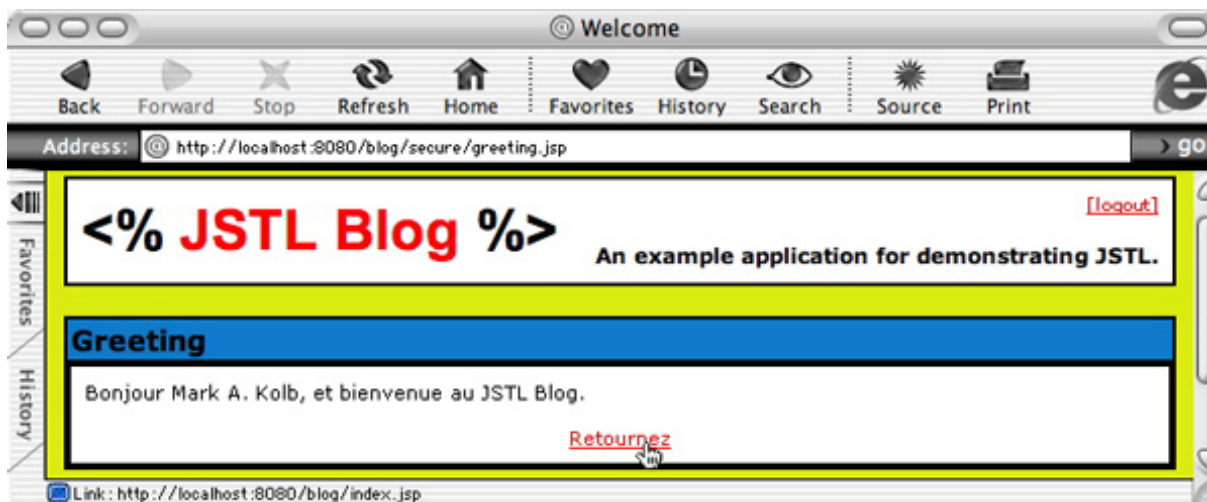 @ Welcome
Back Forward Stop Refresh Home Favorites History Search Source Print
Address: @ http://localhost:8080/blog/secure/greeting.jsp › go
Favorites
History
<% JSTL Blog %>
[logout]
An example application for demonstrating JSTL.
Greeting
Bonjour Mark A. Kolb, et bienvenue au JSTL Blog.
Retournez
Link: http://localhost:8080/blog/index.jsp